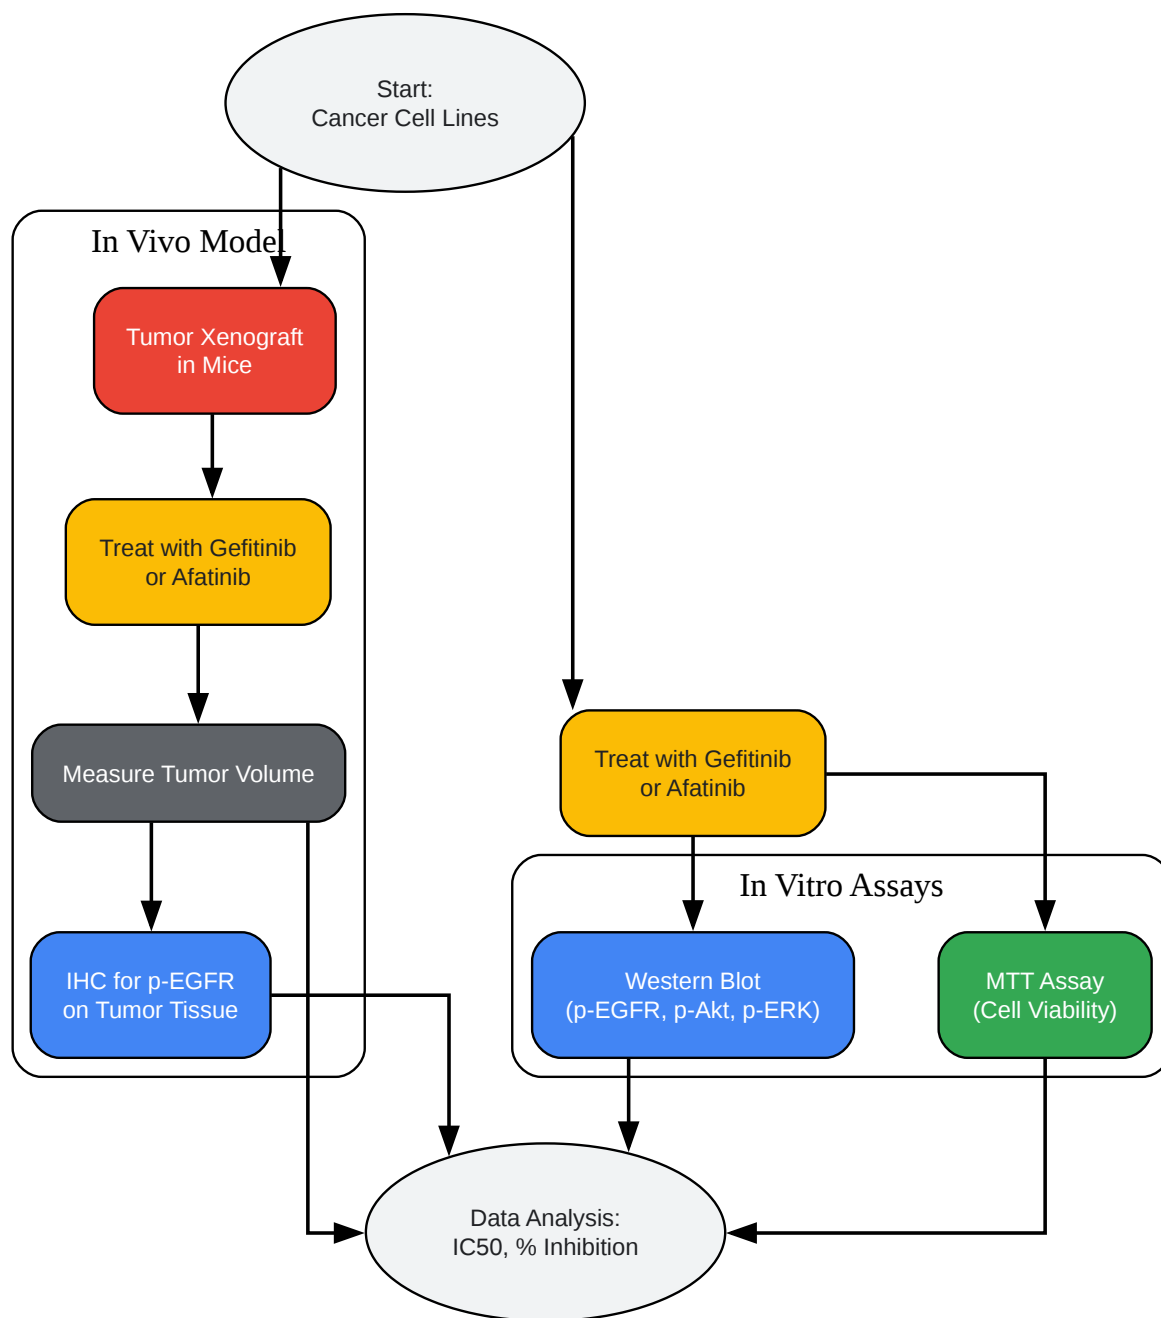 Start:
Cancer Cell Lines
In Vivo Model
Tumor Xenograft
in Mice
Treat with Gefitinib
or Afatinib
Measure Tumor Volume
IHC for p-EGFR
on Tumor Tissue
Treat with Gefitinib
or Afatinib
In Vitro Assays
Western Blot
(p-EGFR, p-Akt, p-ERK)
MTT Assay
(Cell Viability)
Data Analysis:
IC50, % Inhibition